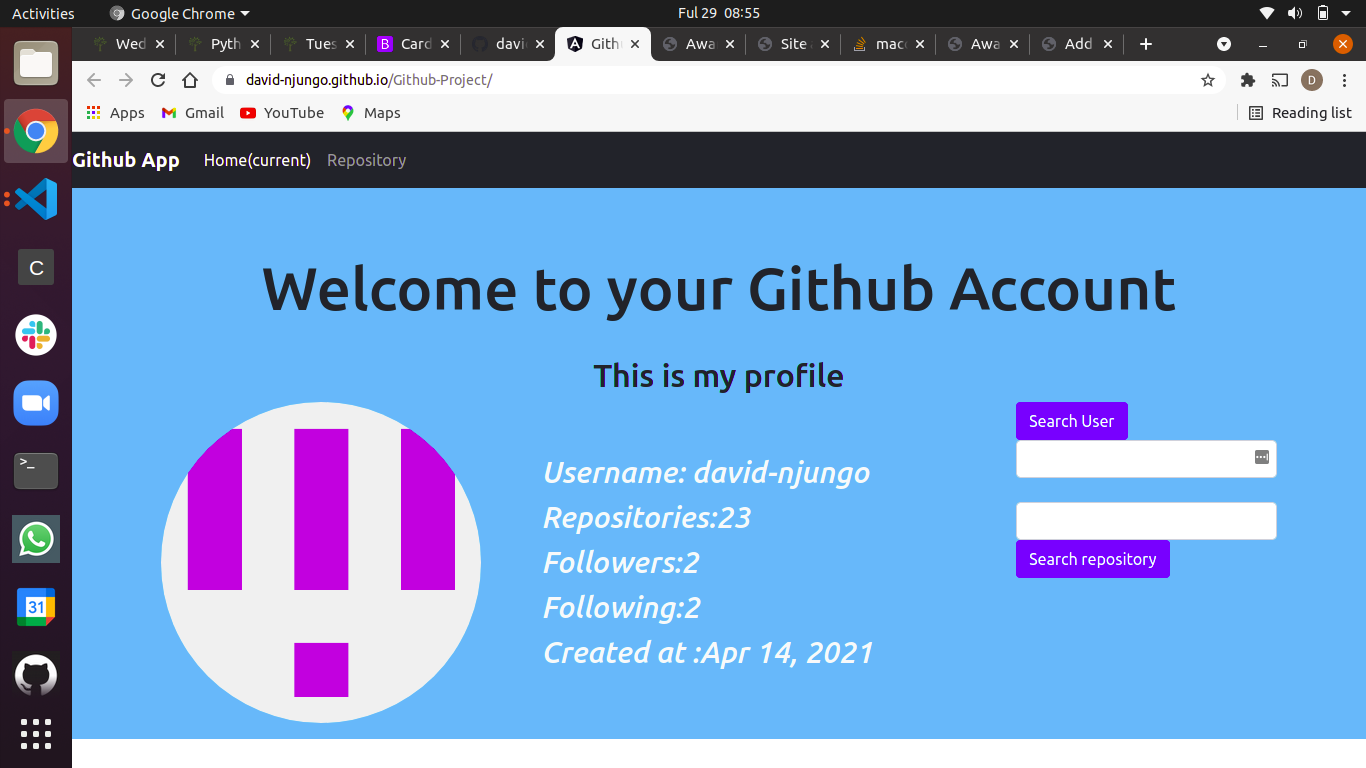 Activities
Google Chrome
Ful 29 08:55
Wed
Pyth
Tues
B
Card
davi
Gith
Awa
Site
macc
Awa
Add
david-njungo.github.io/Github-Project/
D
Apps
Gmail
YouTube
Maps
Reading list
Github App
Home(current)
Repository
C
>_
31
Welcome to your Github Account
This is my profile
Username: david-njungo
Repositories:23
Followers:2
Following:2
Created at :Apr 14, 2021
Search User
Search repository